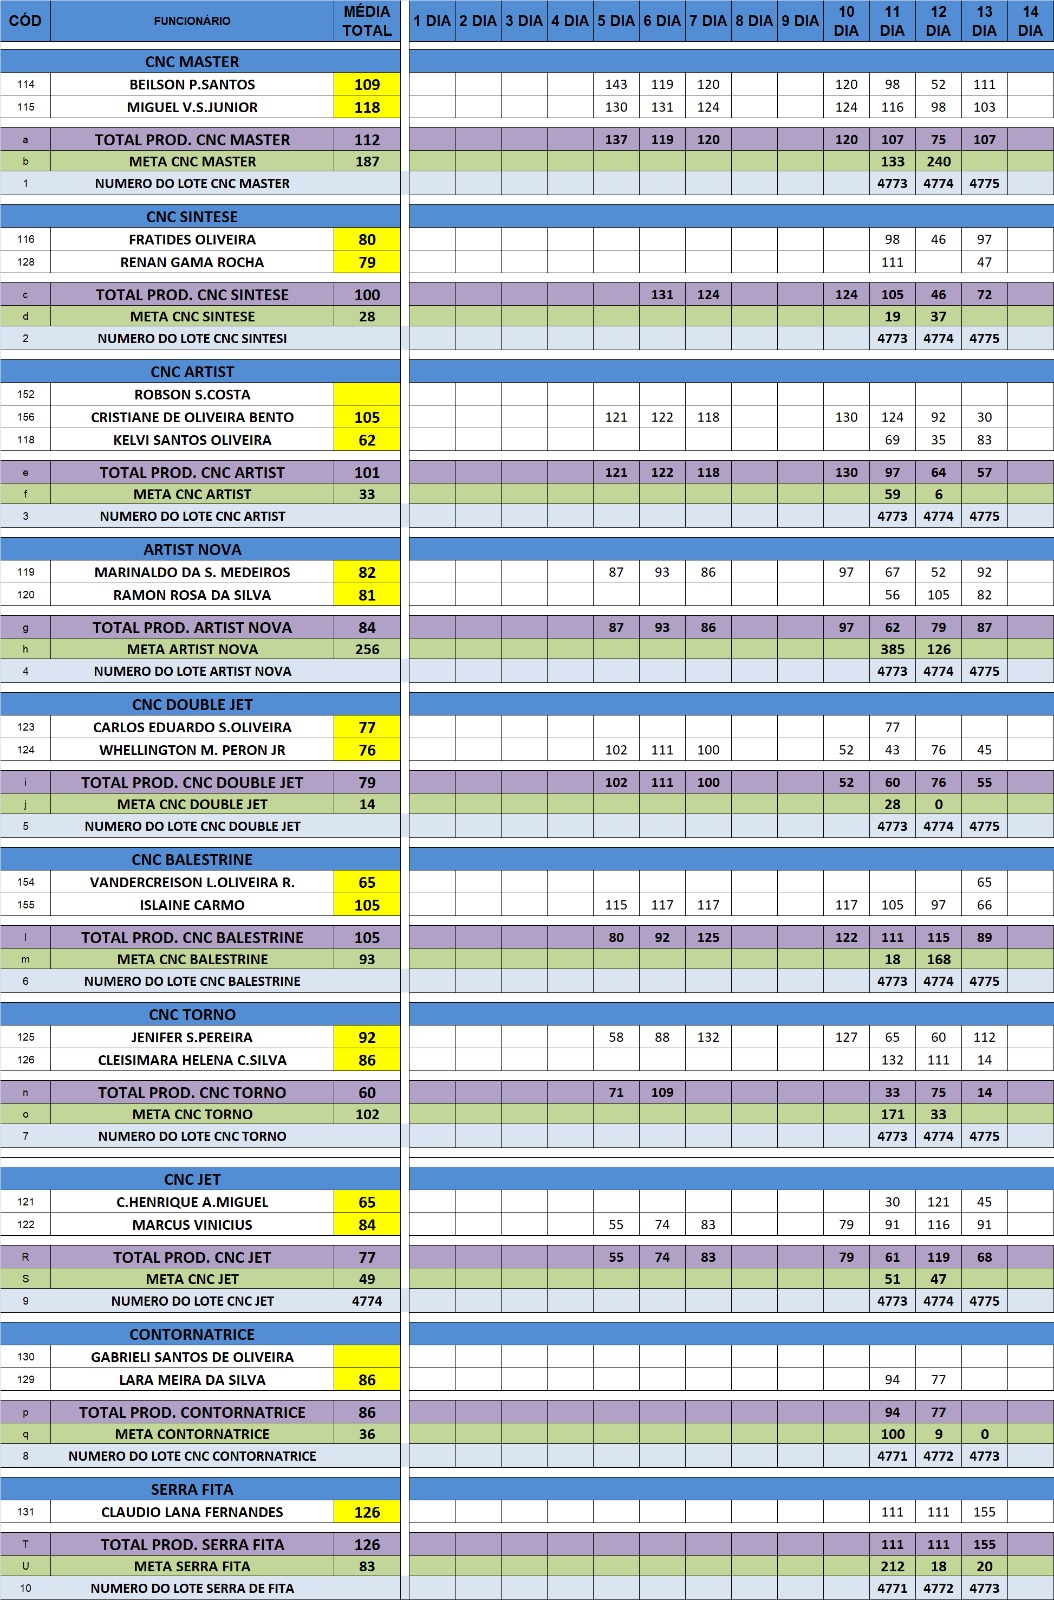 CÓD FUNCIONÁRIO MÉDIA TOTAL 1 DIA 2 DIA 3 DIA 4 DIA 5 DIA 6 DIA 7 DIA 8 DIA 9 DIA 10 DIA 11 DIA 12 DIA 13 DIA 14 DIA
CNC MASTER
114 BEILSON P.SANTOS 109 143 119 120 120 98 52 111
115 MIGUEL V.S.JUNIOR 118 130 131 124 124 116 98 103
a TOTAL PROD. CNC MASTER 112 137 119 120 120 107 75 107
b META CNC MASTER 187 133 240
1 NUMERO DO LOTE CNC MASTER 4773 4774 4775
CNC SINTESE
116 FRATIDES OLIVEIRA 80 98 46 97
128 RENAN GAMA ROCHA 79 111 47
c TOTAL PROD. CNC SINTESE 100 131 124 124 105 46 72
d META CNC SINTESE 28 19 37
2 NUMERO DO LOTE CNC SINTESI 4773 4774 4775
CNC ARTIST
152 ROBSON S.COSTA
156 CRISTIANE DE OLIVEIRA BENTO 105 121 122 118 130 124 92 30
118 KELVI SANTOS OLIVEIRA 62 69 35 83
e TOTAL PROD. CNC ARTIST 101 121 122 118 130 97 64 57
f META CNC ARTIST 33 59 6
3 NUMERO DO LOTE CNC ARTIST 4773 4774 4775
ARTIST NOVA
119 MARINALDO DA S. MEDEIROS 82 87 93 86 97 67 52 92
120 RAMON ROSA DA SILVA 81 56 105 82
g TOTAL PROD. ARTIST NOVA 84 87 93 86 97 62 79 87
h META ARTIST NOVA 256 385 126
4 NUMERO DO LOTE ARTIST NOVA 4773 4774 4775
CNC DOUBLE JET
123 CARLOS EDUARDO S.OLIVEIRA 77 77
124 WHELLINGTON M. PERON JR 76 102 111 100 52 43 76 45
i TOTAL PROD. CNC DOUBLE JET 79 102 111 100 52 60 76 55
j META CNC DOUBLE JET 14 28 0
5 NUMERO DO LOTE CNC DOUBLE JET 4773 4774 4775
CNC BALESTRINE
154 VANDERCREISON L.OLIVEIRA R. 65 65
155 ISLAINE CARMO 105 115 117 117 117 105 97 66
l TOTAL PROD. CNC BALESTRINE 105 80 92 125 122 111 115 89
m META CNC BALESTRINE 93 18 168
6 NUMERO DO LOTE CNC BALESTRINE 4773 4774 4775
CNC TORNO
125 JENIFER S.PEREIRA 92 58 88 132 127 65 60 112
126 CLEISIMARA HELENA C.SILVA 86 132 111 14
n TOTAL PROD. CNC TORNO 60 71 109 33 75 14
o META CNC TORNO 102 171 33
7 NUMERO DO LOTE CNC TORNO 4773 4774 4775
CNC JET
121 C.HENRIQUE A.MIGUEL 65 30 121 45
122 MARCUS VINICIUS 84 55 74 83 79 91 116 91
R TOTAL PROD. CNC JET 77 55 74 83 79 61 119 68
S META CNC JET 49 51 47
9 NUMERO DO LOTE CNC JET 4774 4773 4774 4775
CONTORNATRICE
130 GABRIELI SANTOS DE OLIVEIRA
129 LARA MEIRA DA SILVA 86 94 77
p TOTAL PROD. CONTORNATRICE 86 94 77
q META CONTORNATRICE 36 100 9 0
8 NUMERO DO LOTE CNC CONTORNATRICE 4771 4772 4773
SERRA FITA
131 CLAUDIO LANA FERNANDES 126 111 111 155
T TOTAL PROD. SERRA FITA 126 111 111 155
U META SERRA FITA 83 212 18 20
10 NUMERO DO LOTE SERRA DE FITA 4771 4772 4773